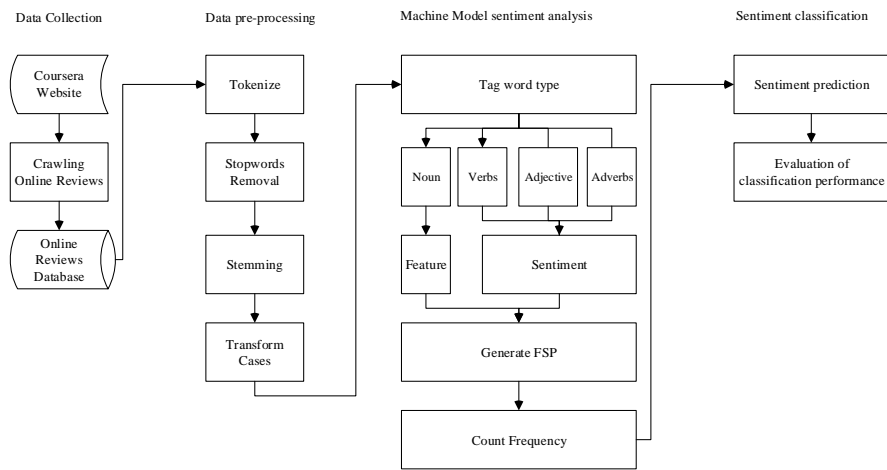 Data Collection
Data pre-processing
Machine Model sentiment analysis
Sentiment classification
Coursera
Website
Crawling
Online Reviews
Online
Reviews
Database
Tokenize
Stopwords
Removal
Stemming
Transform
Cases
Tag word type
Noun
Verbs
Adjective
Adverbs
Feature
Sentiment
Generate FSP
Count Frequency
Sentiment prediction
Evaluation of
classification performance